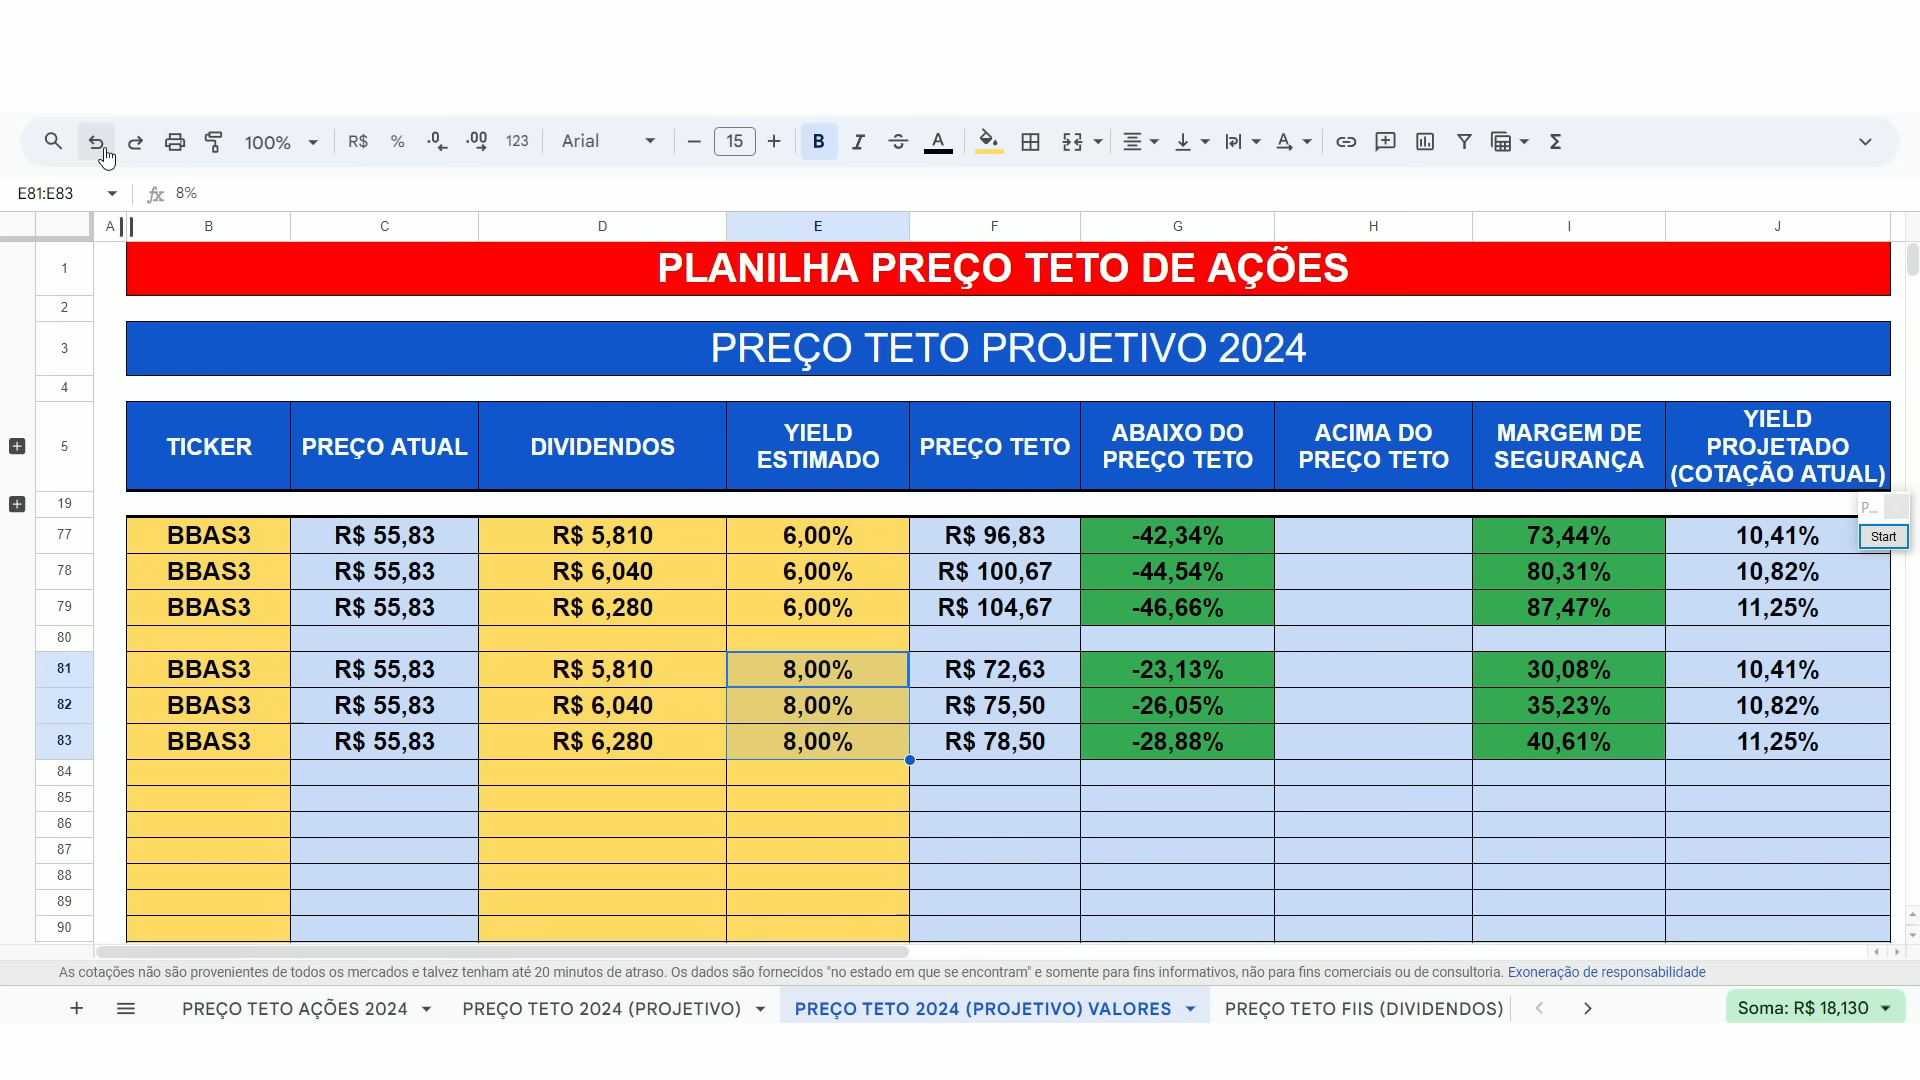 100% R$ % .0 .00 123 Arial 15 B I S A A Σ
E81:E83 fx 8%
A B C D E F G H I J
1 PLANILHA PREÇO TETO DE AÇÕES
2
3 PREÇO TETO PROJETIVO 2024
4
5 TICKER PREÇO ATUAL DIVIDENDOS YIELD ESTIMADO PREÇO TETO ABAIXO DO PREÇO TETO ACIMA DO PREÇO TETO MARGEM DE SEGURANÇA YIELD PROJETADO (COTAÇÃO ATUAL)
19
P...
Start
77 BBAS3 R$ 55,83 R$ 5,810 6,00% R$ 96,83 -42,34% 73,44% 10,41%
78 BBAS3 R$ 55,83 R$ 6,040 6,00% R$ 100,67 -44,54% 80,31% 10,82%
79 BBAS3 R$ 55,83 R$ 6,280 6,00% R$ 104,67 -46,66% 87,47% 11,25%
80
81 BBAS3 R$ 55,83 R$ 5,810 8,00% R$ 72,63 -23,13% 30,08% 10,41%
82 BBAS3 R$ 55,83 R$ 6,040 8,00% R$ 75,50 -26,05% 35,23% 10,82%
83 BBAS3 R$ 55,83 R$ 6,280 8,00% R$ 78,50 -28,88% 40,61% 11,25%
84
85
86
87
88
89
90
As cotações não são provenientes de todos os mercados e talvez tenham até 20 minutos de atraso. Os dados são fornecidos "no estado em que se encontram" e somente para fins informativos, não para fins comerciais ou de consultoria. Exoneração de responsabilidade
PREÇO TETO AÇÕES 2024 PREÇO TETO 2024 (PROJETIVO) PREÇO TETO 2024 (PROJETIVO) VALORES PREÇO TETO FIIS (DIVIDENDOS) Soma: R$ 18,130